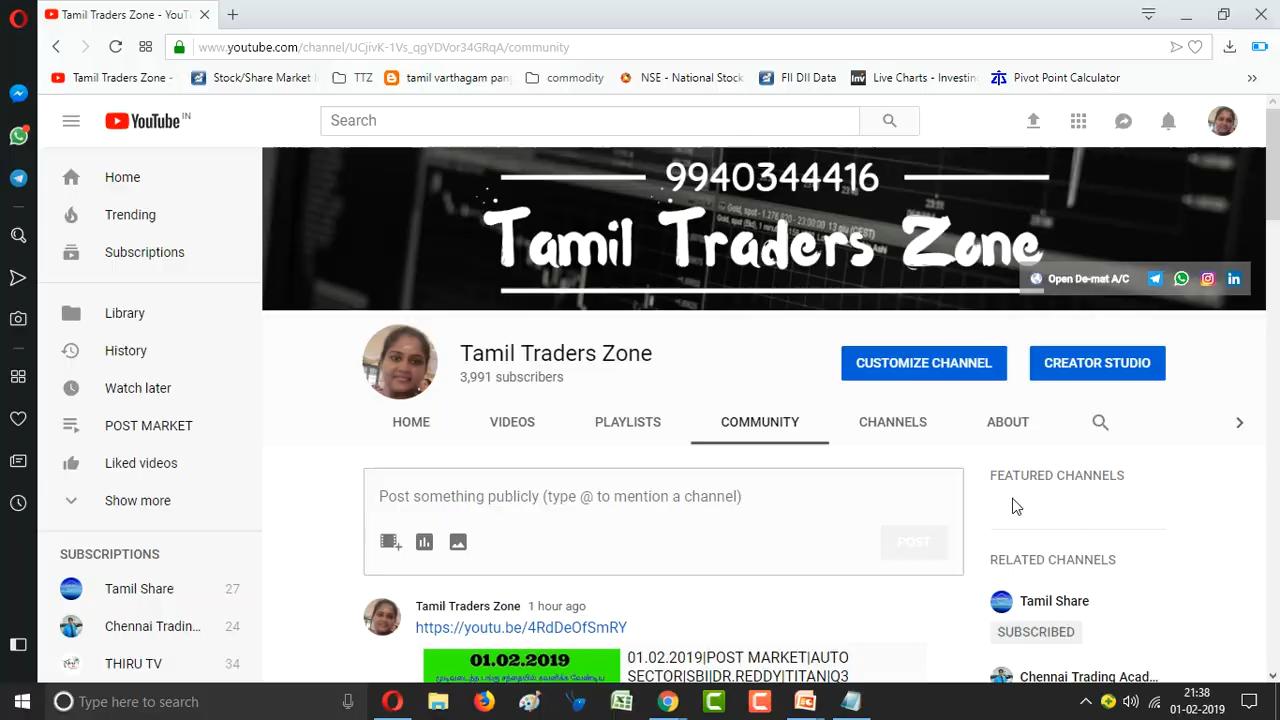 Tamil Traders Zone - YouT
www.youtube.com/channel/UCjivK-1Vs_qgYDVor34GRqA/community
Tamil Traders Zone -
Stock/Share Market
TTZ
tamil varthagam pan
commodity
NSE - National Stock
FII DII Data
Live Charts - Investin
Pivot Point Calculator
YouTube IN
Search
Home
Trending
Subscriptions
Library
History
Watch later
POST MARKET
Liked videos
Show more
SUBSCRIPTIONS
Tamil Share 27
Chennai Tradin... 24
THIRU TV 34
9940344416
Tamil Traders Zone
Open De-mat A/C
Tamil Traders Zone
3,991 subscribers
CUSTOMIZE CHANNEL
CREATOR STUDIO
HOME VIDEOS PLAYLISTS COMMUNITY CHANNELS ABOUT
Post something publicly (type @ to mention a channel)
POST
Tamil Traders Zone 1 hour ago
https://youtu.be/4RdDeOfSmRY
01.02.2019
01.02.2019|POST MARKET|AUTO
SECTOR|SBI|DR.REDDY|TITAN|Q3
FEATURED CHANNELS
RELATED CHANNELS
Tamil Share
SUBSCRIBED
Chennai Trading Acad...
Type here to search
21:38
01-02-2019